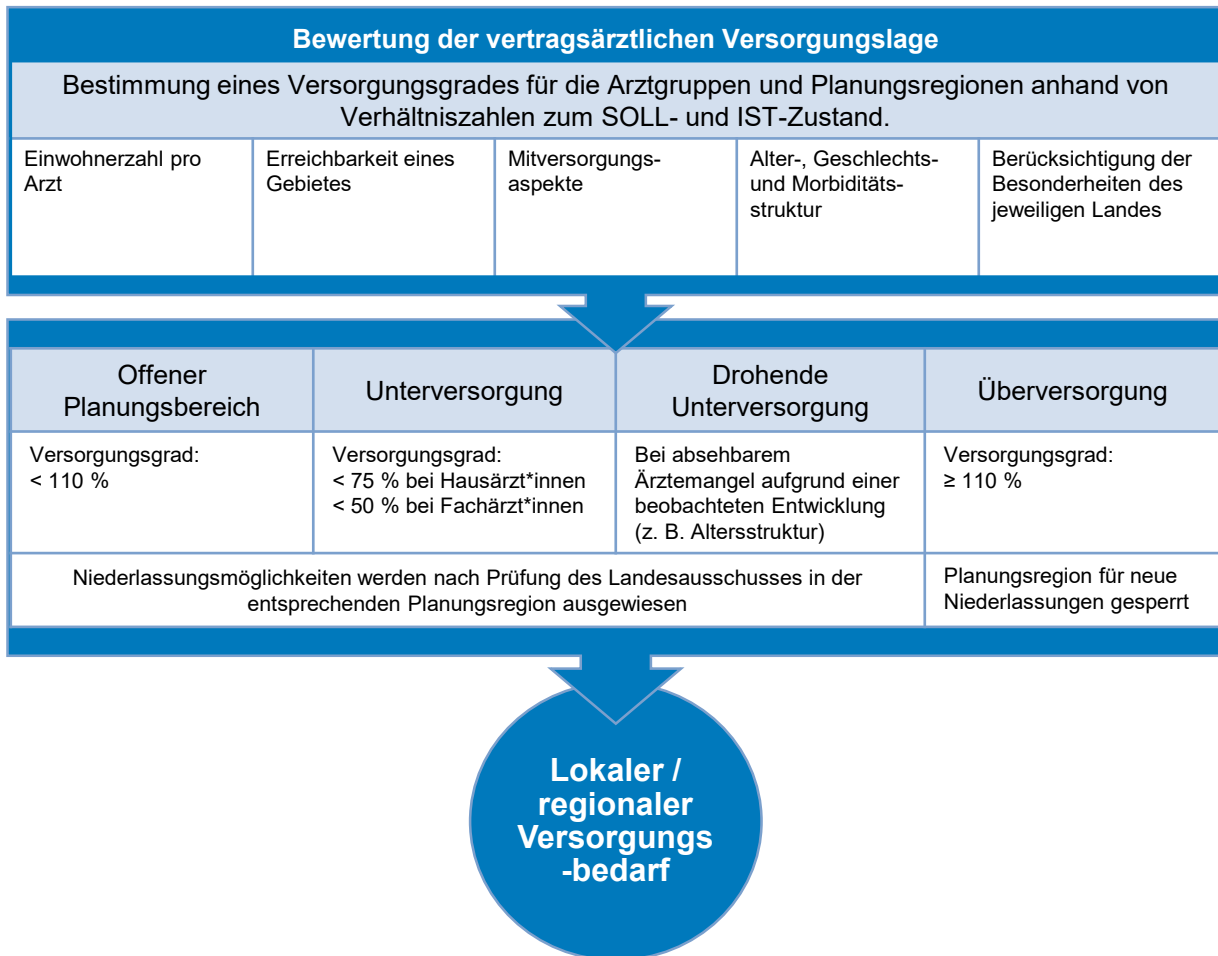 Bewertung der vertragsärztlichen Versorgungslage
Bestimmung eines Versorgungsgrades für die Arztgruppen und Planungsregionen anhand von
Verhältniszahlen zum SOLL- und IST-Zustand.
Einwohnerzahl pro
Arzt
Erreichbarkeit eines
Gebietes
Mitversorgungs-
aspekte
Alter-, Geschlechts-
und Morbiditäts-
struktur
Berücksichtigung der
Besonderheiten des
jeweiligen Landes
Offener
Planungsbereich
Unterversorgung
Drohende
Unterversorgung
Überversorgung
Versorgungsgrad:
< 110 %
Versorgungsgrad:
< 75 % bei Hausärzt*innen
< 50 % bei Fachärzt*innen
Bei absehbarem
Ärztemangel aufgrund einer
beobachteten Entwicklung
(z. B. Altersstruktur)
Versorgungsgrad:
≥ 110 %
Niederlassungsmöglichkeiten werden nach Prüfung des Landesausschusses in der
entsprechenden Planungsregion ausgewiesen
Planungsregion für neue
Niederlassungen gesperrt
Lokaler /
regionaler
Versorgungs
-bedarf